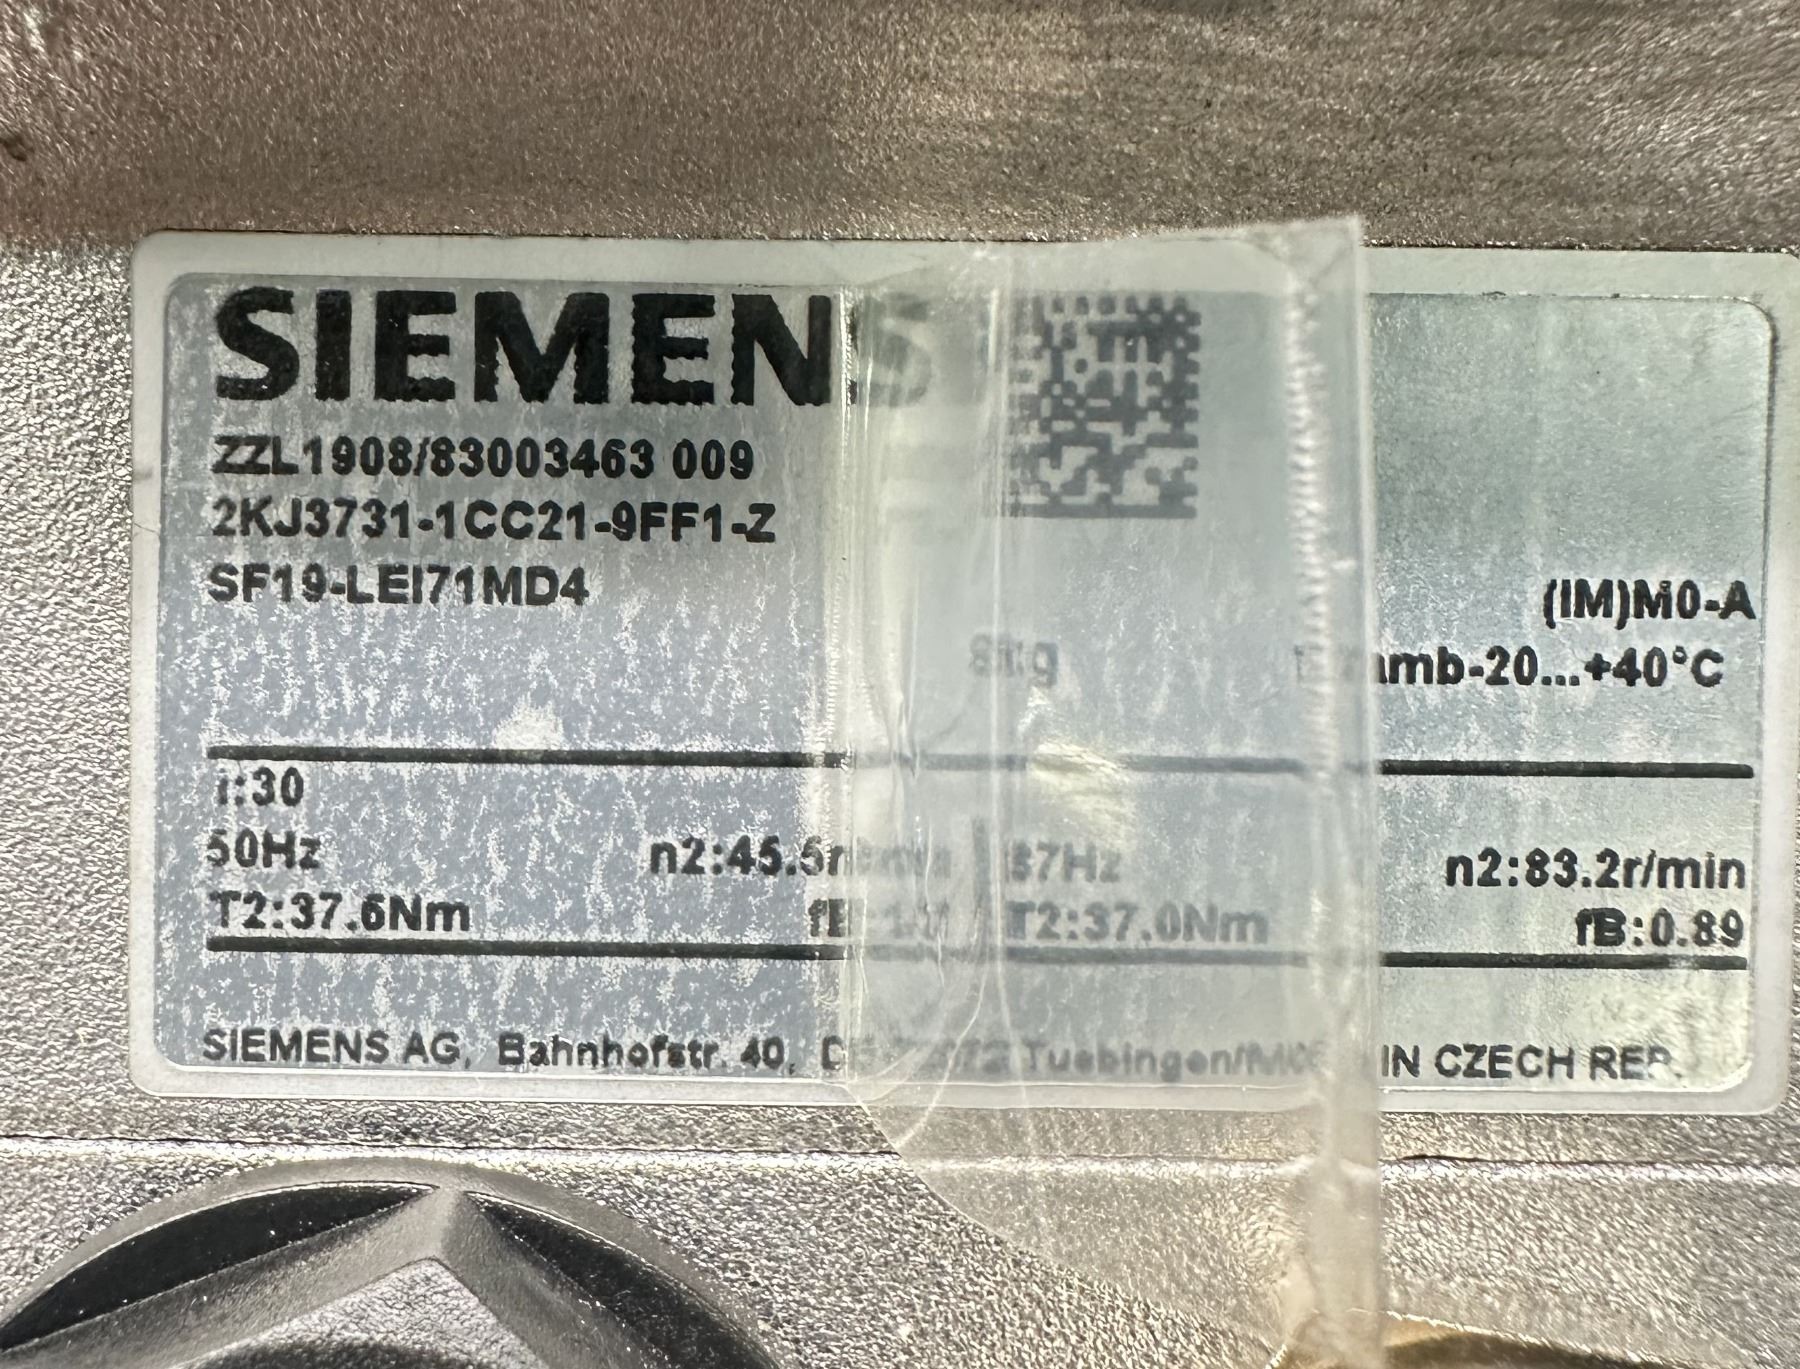 SIEMENS
ZZL1908/83003463 009
2KJ3731-1CC21-9FF1-Z
SF19-LEI71MD4
(IM)M0-A
-20...+40°C
i:30
50Hz n2:45.5r/min 87Hz n2:83.2r/min
T2:37.6Nm T2:37.0Nm fB:0.89
SIEMENS AG, Bahnhofstr. 40, Tuebingen/MADE IN CZECH REP.